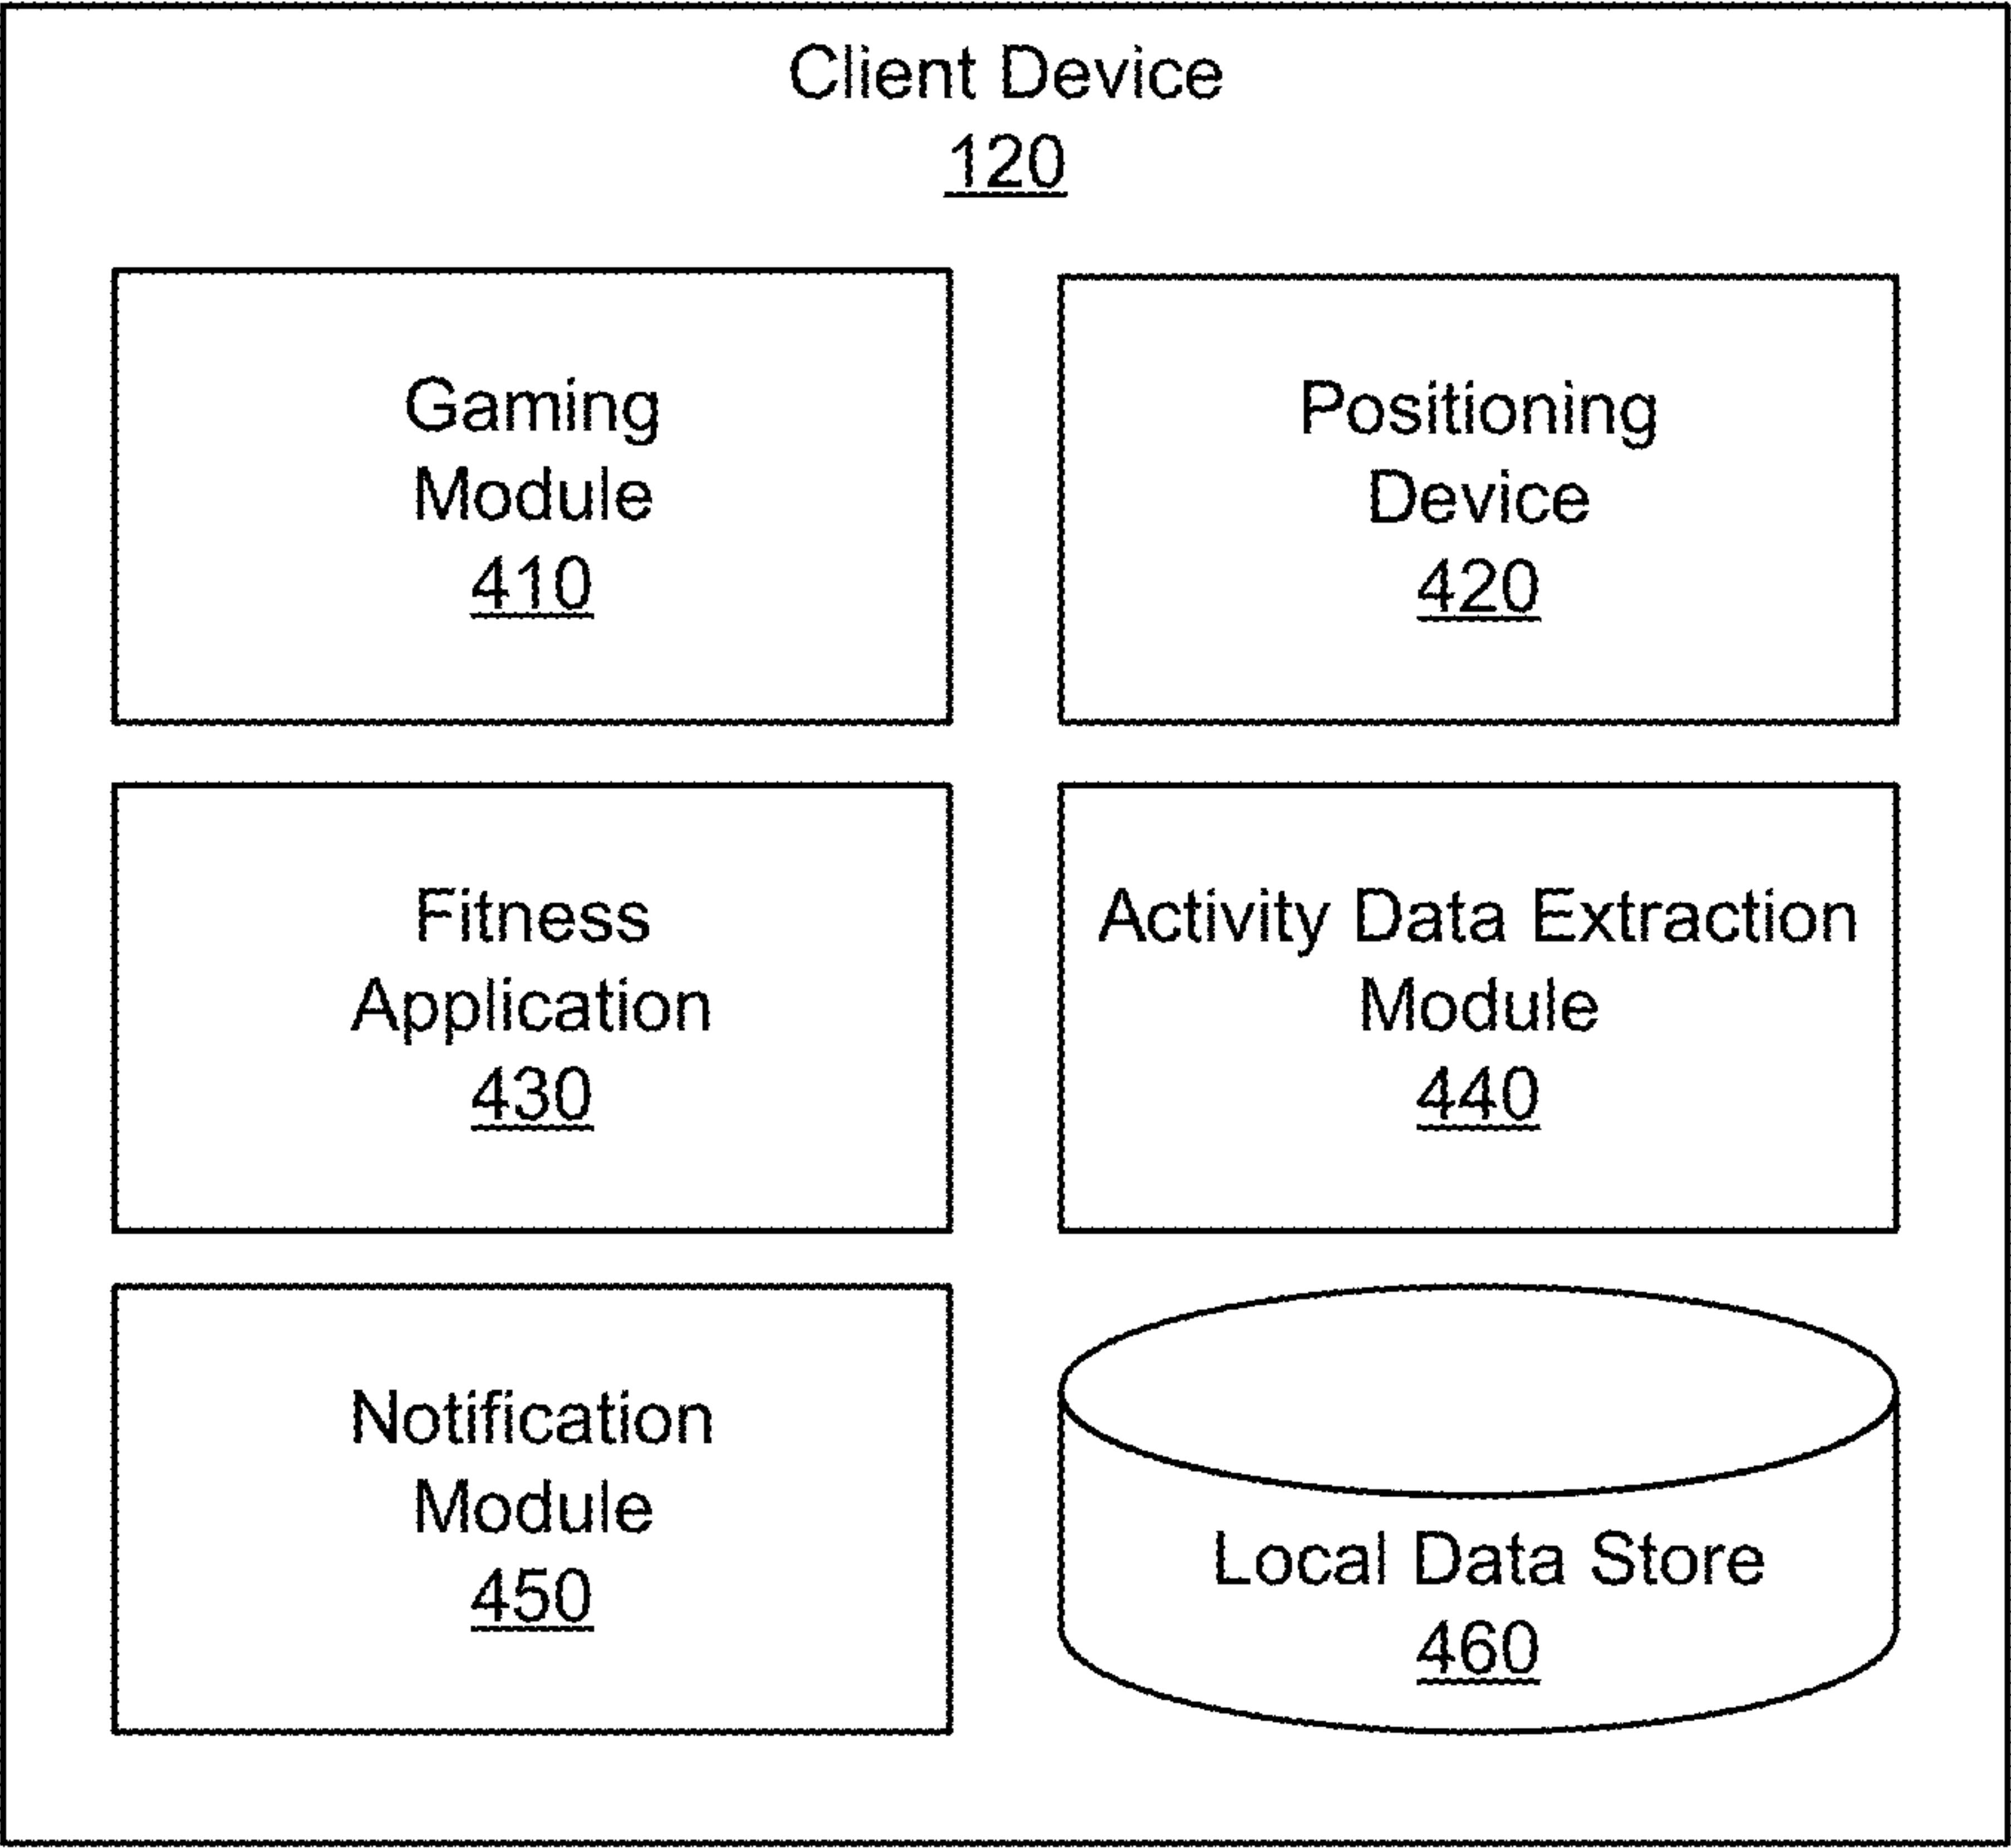 Client Device
120
Gaming
Module
410
Positioning
Device
420
Fitness
Application
430
Activity Data Extraction
Module
440
Notification
Module
450
Local Data Store
460